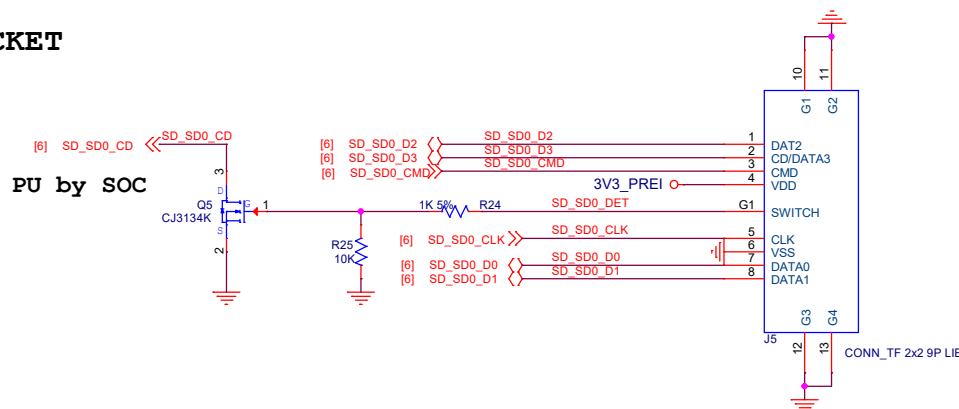 CKET
10
11
G1
G2
[6] SD_SD0_CD SD_SD0_CD
[6] SD_SD0_D2 SD_SD0_D2 1 DAT2
[6] SD_SD0_D3 SD_SD0_D3 2 CD/DATA3
[6] SD_SD0_CMD SD_SD0_CMD 3 CMD
3V3_PREI 4 VDD
3
PU by SOC
D
Q5 G 1 1K 5% R24 SD_SD0_DET G1 SWITCH
CJ3134K
S
[6] SD_SD0_CLK SD_SD0_CLK 5 CLK
2 R25 6 VSS
10K [6] SD_SD0_D0 SD_SD0_D0 7 DATA0
[6] SD_SD0_D1 SD_SD0_D1 8 DATA1
G3
G4
J5
12
13
CONN_TF 2x2 9P LIE